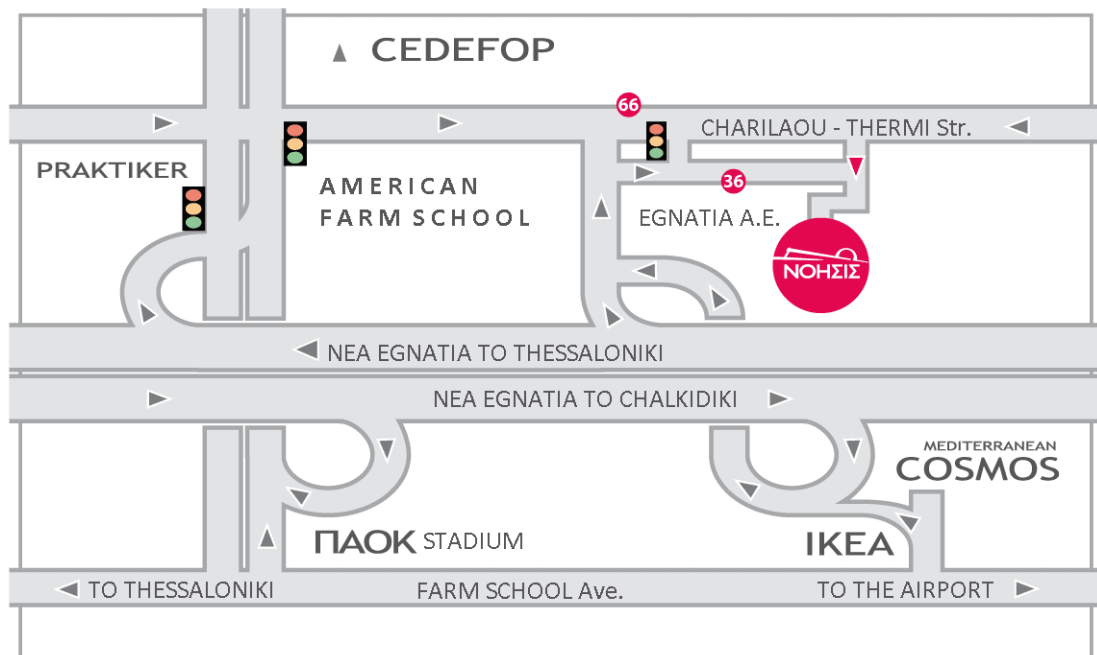 CEDEFOP
66
CHARILAOU - THERMI Str.
PRAKTIKER
AMERICAN
FARM SCHOOL
36
EGNATIA A.E.
ΝΟΗΣΙΣ
NEA EGNATIA TO THESSALONIKI
NEA EGNATIA TO CHALKIDIKI
MEDITERRANEAN
COSMOS
ΠΑΟΚ STADIUM
IKEA
TO THESSALONIKI
FARM SCHOOL Ave.
TO THE AIRPORT